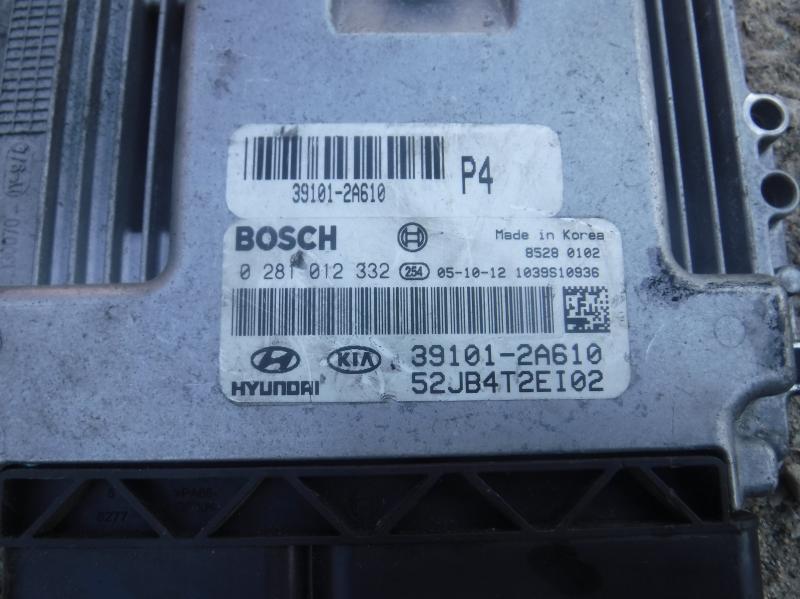 39101-2A610
P4
BOSCH
Made in Korea
8528 0102
0 281 012 332 254 05-10-12 1039S10936
HYUNDAI KIA 39101-2A610
52JB4T2EI02
8277